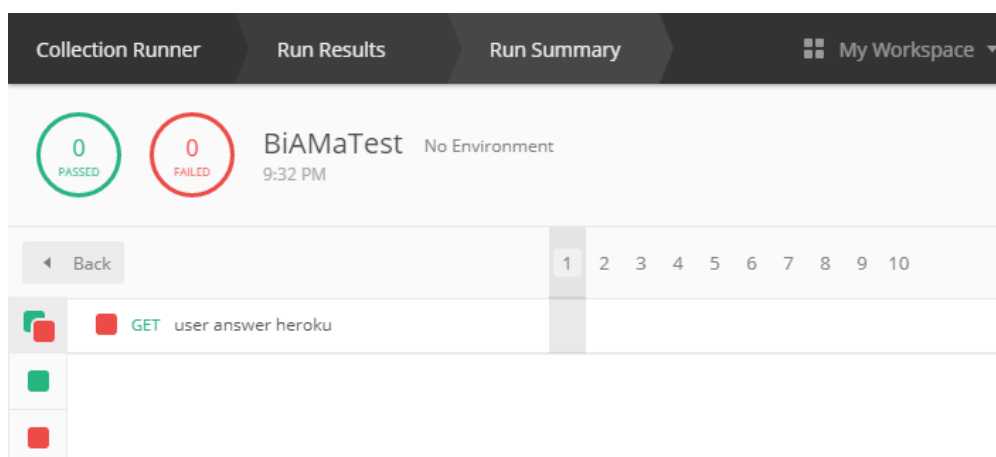 Collection Runner Run Results Run Summary My Workspace
0 PASSED
0 FAILED
BiAMaTest No Environment
9:32 PM
Back 1 2 3 4 5 6 7 8 9 10
GET user answer heroku